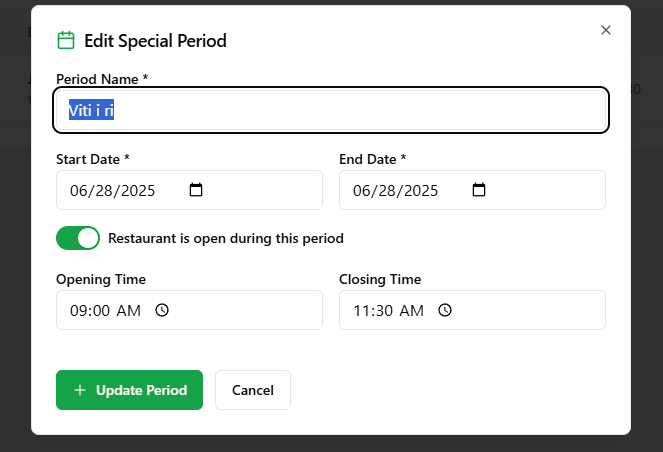 Edit Special Period
Period Name *
Viti i ri
Start Date * End Date *
06/28/2025 06/28/2025
Restaurant is open during this period
Opening Time Closing Time
09:00 AM 11:30 AM
Update Period Cancel